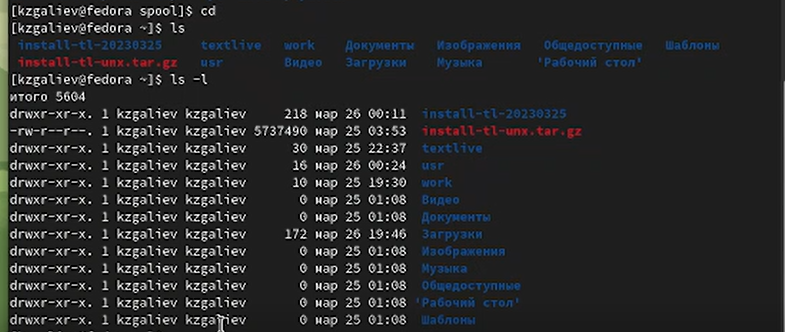 [kzgaliev@fedora spool]$ cd
[kzgaliev@fedora ~]$ ls
install-tl-20230325 textlive work Документы Изображения Общедоступные Шаблоны
install-tl-unx.tar.gz usr Видео Загрузки Музыка 'Рабочий стол'
[kzgaliev@fedora ~]$ ls -l
итого 5604
drwxr-xr-x. 1 kzgaliev kzgaliev 218 мар 26 00:11 install-tl-20230325
-rw-r--r--. 1 kzgaliev kzgaliev 5737490 мар 25 03:53 install-tl-unx.tar.gz
drwxr-xr-x. 1 kzgaliev kzgaliev 30 мар 25 22:37 textlive
drwxr-xr-x. 1 kzgaliev kzgaliev 16 мар 26 00:24 usr
drwxr-xr-x. 1 kzgaliev kzgaliev 10 мар 25 19:30 work
drwxr-xr-x. 1 kzgaliev kzgaliev 0 мар 25 01:08 Видео
drwxr-xr-x. 1 kzgaliev kzgaliev 0 мар 25 01:08 Документы
drwxr-xr-x. 1 kzgaliev kzgaliev 172 мар 26 19:46 Загрузки
drwxr-xr-x. 1 kzgaliev kzgaliev 0 мар 25 01:08 Изображения
drwxr-xr-x. 1 kzgaliev kzgaliev 0 мар 25 01:08 Музыка
drwxr-xr-x. 1 kzgaliev kzgaliev 0 мар 25 01:08 Общедоступные
drwxr-xr-x. 1 kzgaliev kzgaliev 0 мар 25 01:08 'Рабочий стол'
drwxr-xr-x. 1 kzgaliev kzgaliev 0 мар 25 01:08 Шаблоны